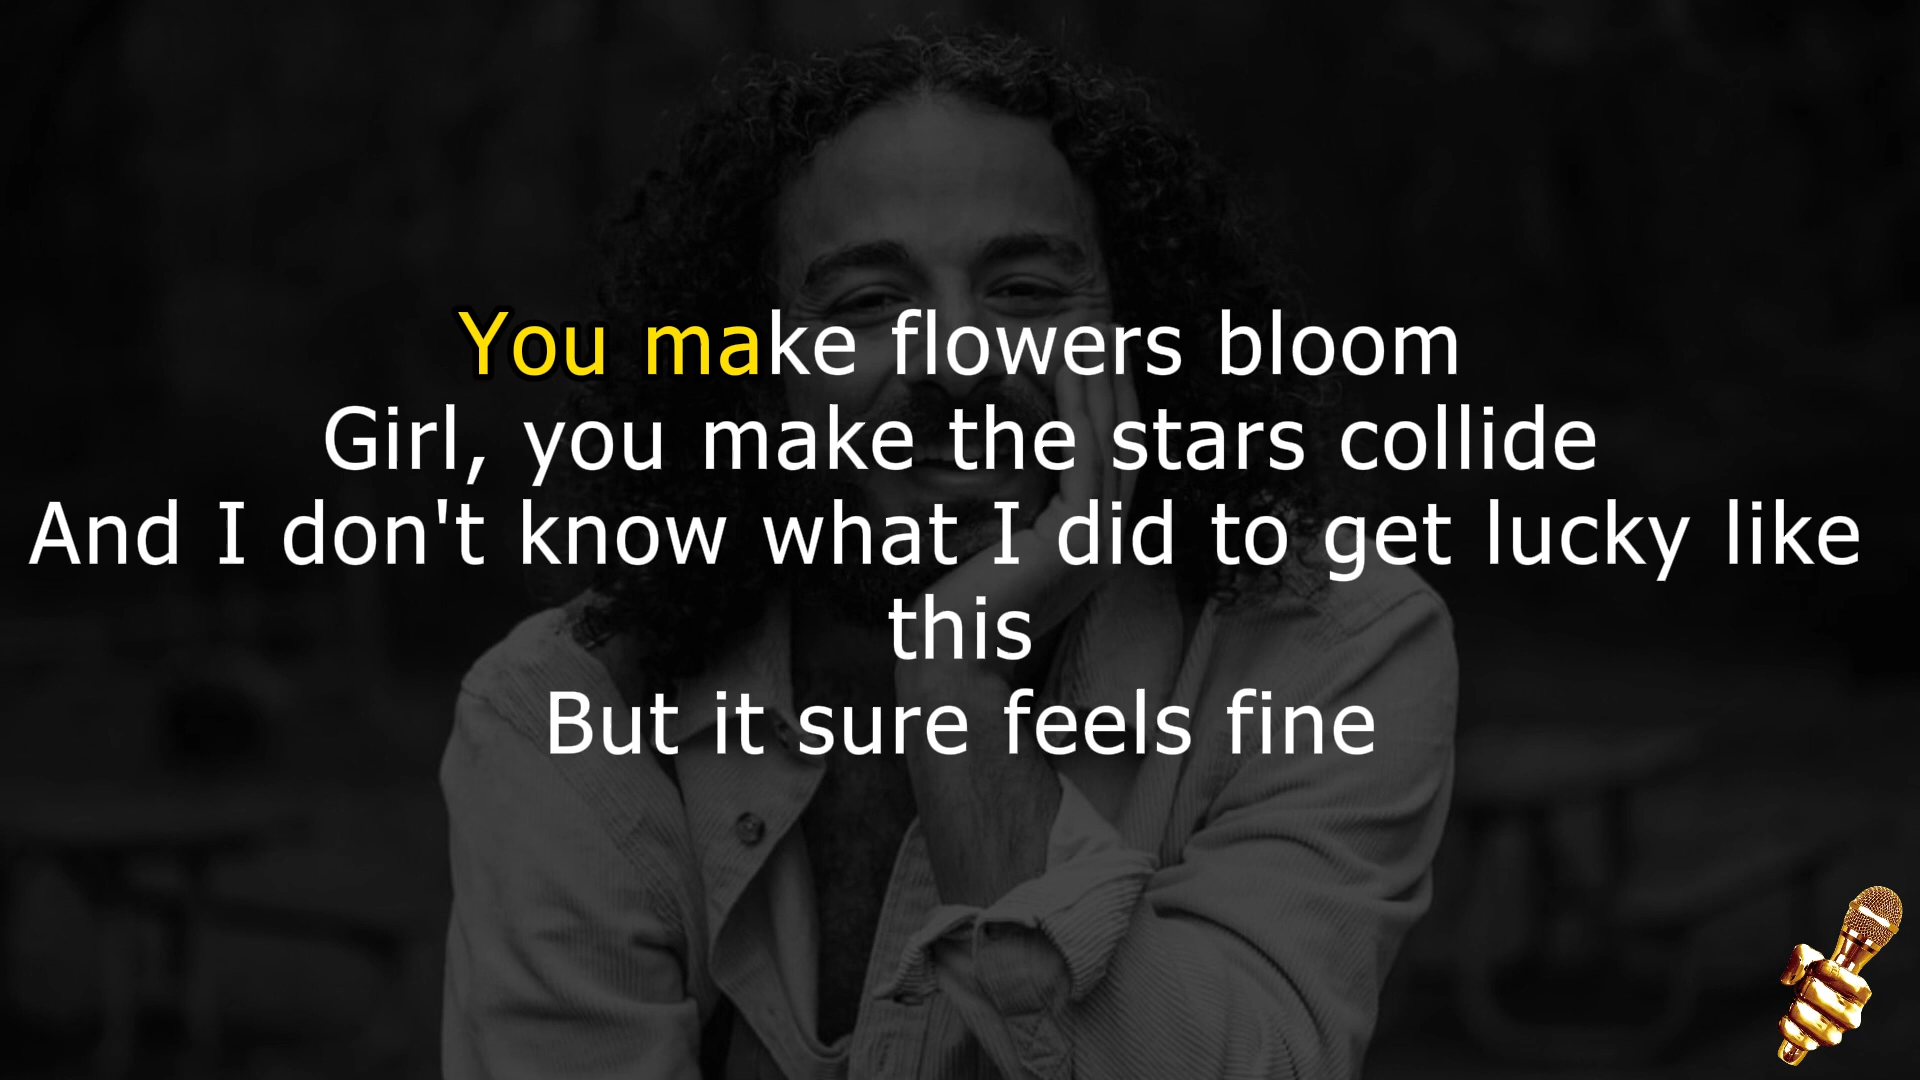 You make flowers bloom
Girl, you make the stars collide
And I don't know what I did to get lucky like
this
But it sure feels fine